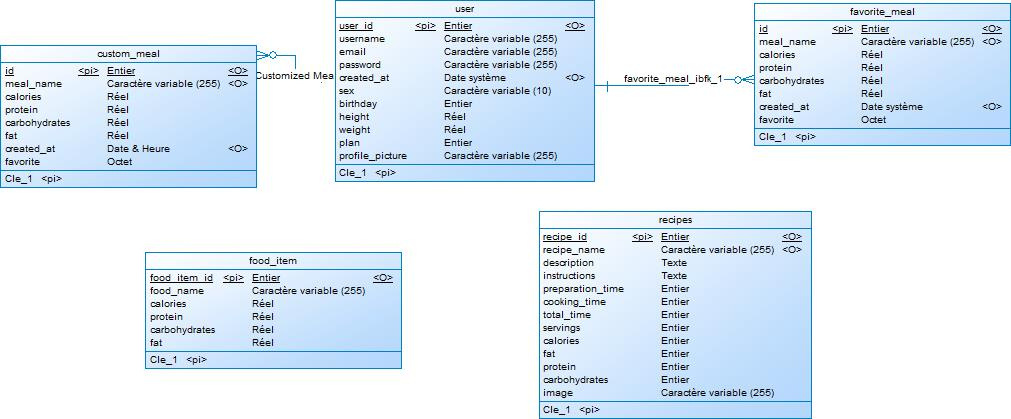 custom_meal
id <pi> Entier <O>
meal_name Caractère variable (255) <O>
calories Réel
protein Réel
carbohydrates Réel
fat Réel
created_at Date & Heure <O>
favorite Octet
Cle_1 <pi>
Customized Mea
user
user_id <pi> Entier <O>
username Caractère variable (255)
email Caractère variable (255)
password Caractère variable (255)
created_at Date système <O>
sex Caractère variable (10)
birthday Entier
height Réel
weight Réel
plan Entier
profile_picture Caractère variable (255)
Cle_1 <pi>
favorite_meal_ibfk_1
favorite_meal
id <pi> Entier <O>
meal_name Caractère variable (255) <O>
calories Réel
protein Réel
carbohydrates Réel
fat Réel
created_at Date système <O>
favorite Octet
Cle_1 <pi>
food_item
food_item_id <pi> Entier <O>
food_name Caractère variable (255)
calories Réel
protein Réel
carbohydrates Réel
fat Réel
Cle_1 <pi>
recipes
recipe_id <pi> Entier <O>
recipe_name Caractère variable (255) <O>
description Texte
instructions Texte
preparation_time Entier
cooking_time Entier
total_time Entier
servings Entier
calories Entier
fat Entier
protein Entier
carbohydrates Entier
image Caractère variable (255)
Cle_1 <pi>